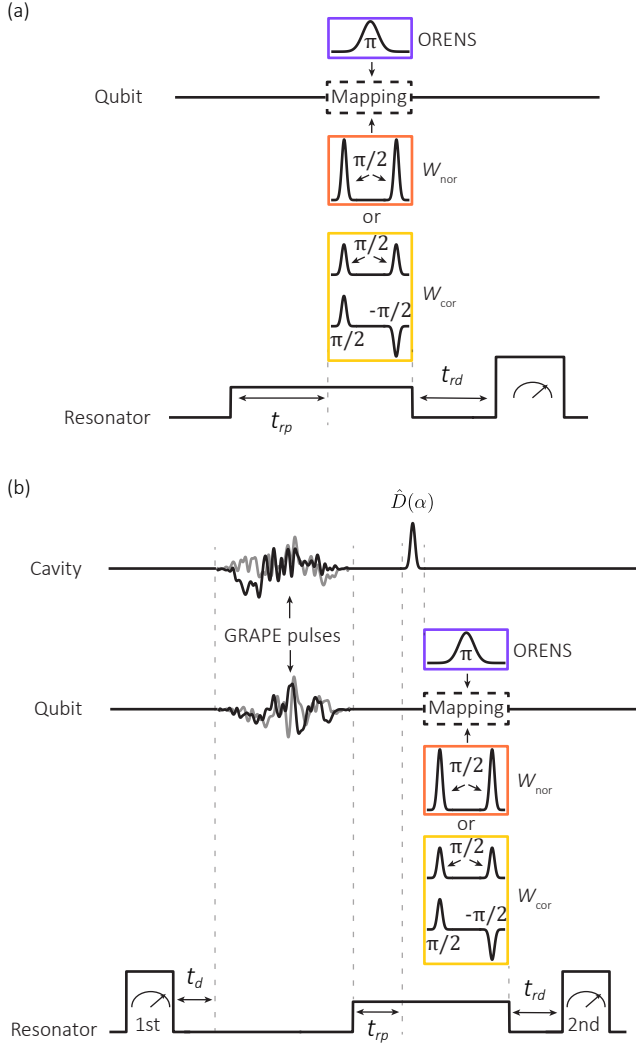 (a)
π
ORENS
Qubit
Mapping
π/2
W_nor
or
π/2
W_cor
-π/2
π/2
t_rd
Resonator
t_rp
(b)
D̂(α)
Cavity
GRAPE pulses
π
ORENS
Qubit
Mapping
π/2
W_nor
or
π/2
W_cor
-π/2
π/2
t_d
t_rd
Resonator
1st
t_rp
2nd